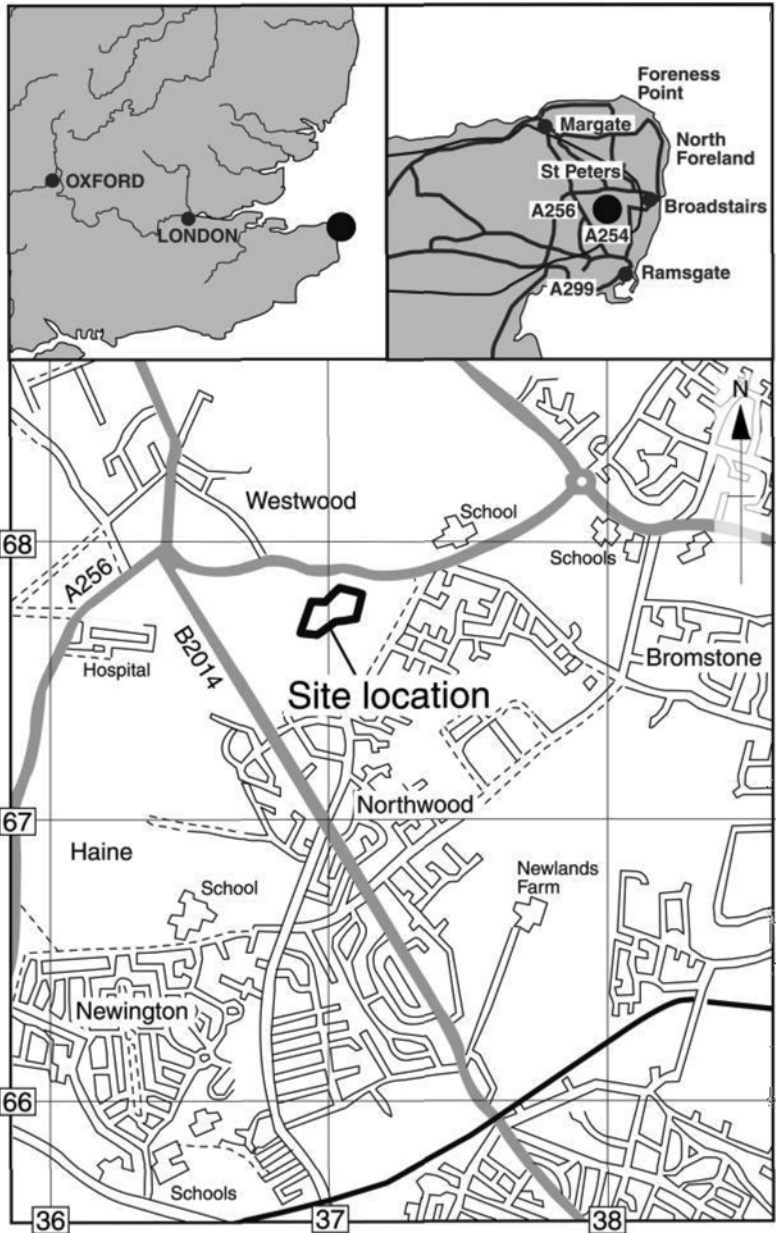 OXFORD
LONDON
Foreness
Point
Margate
North
Foreland
St Peters
A256
Broadstairs
A254
Ramsgate
A299
N
Westwood
School
68
Schools
A256
Hospital
B2014
Bromstone
Site location
Northwood
67
Haine
Newlands
Farm
School
Newington
66
Schools
36
37
38